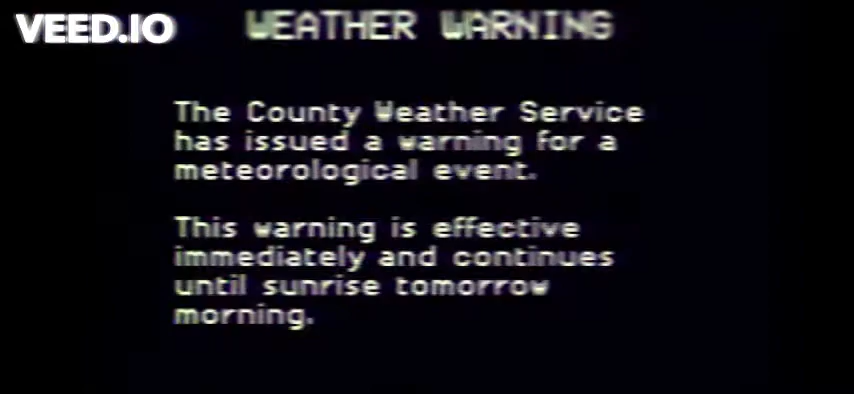 VEED.IO
WEATHER WARNING
The County Weather Service
has issued a warning for a
meteorological event.
This warning is effective
immediately and continues
until sunrise tomorrow
morning.